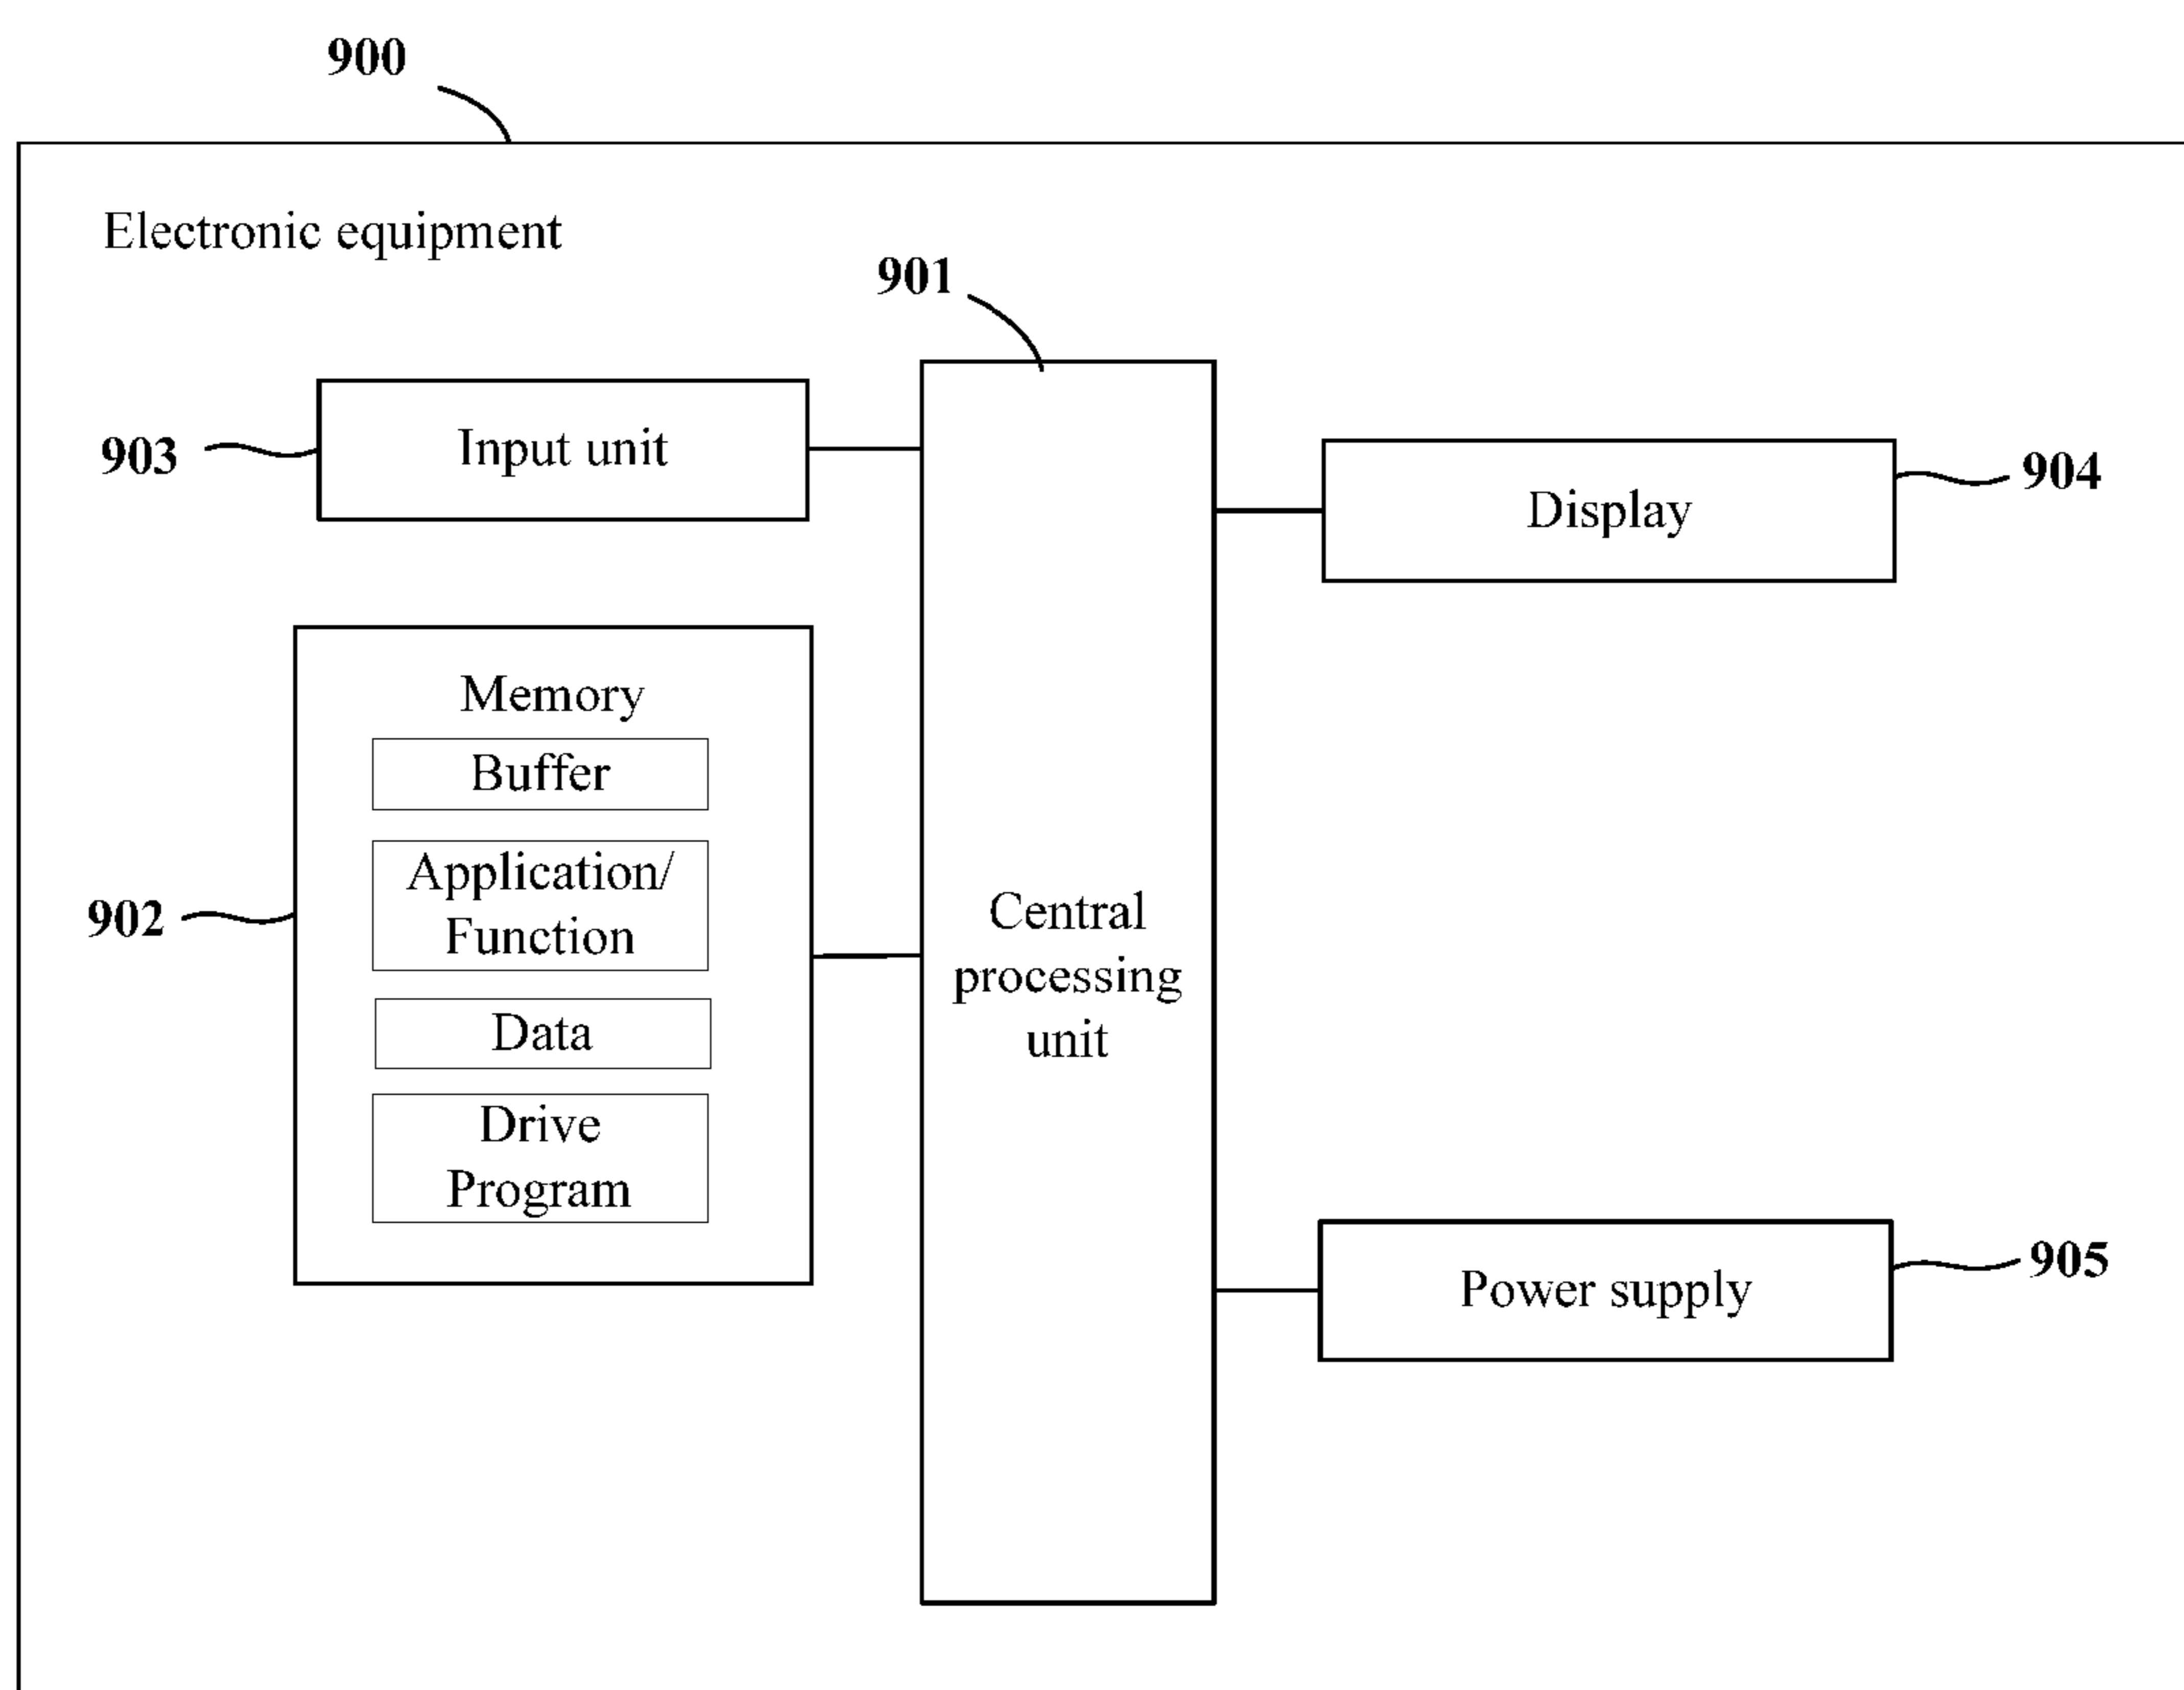 900
Electronic equipment
901
903
Input unit
904
Display
Memory
Buffer
Application/
Function
902
Data
Drive
Program
Central
processing
unit
905
Power supply